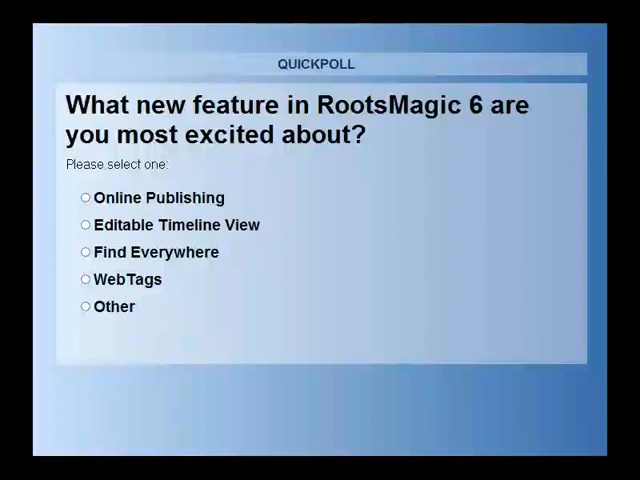 QUICKPOLL
What new feature in RootsMagic 6 are
you most excited about?
Please select one:
Online Publishing
Editable Timeline View
Find Everywhere
WebTags
Other